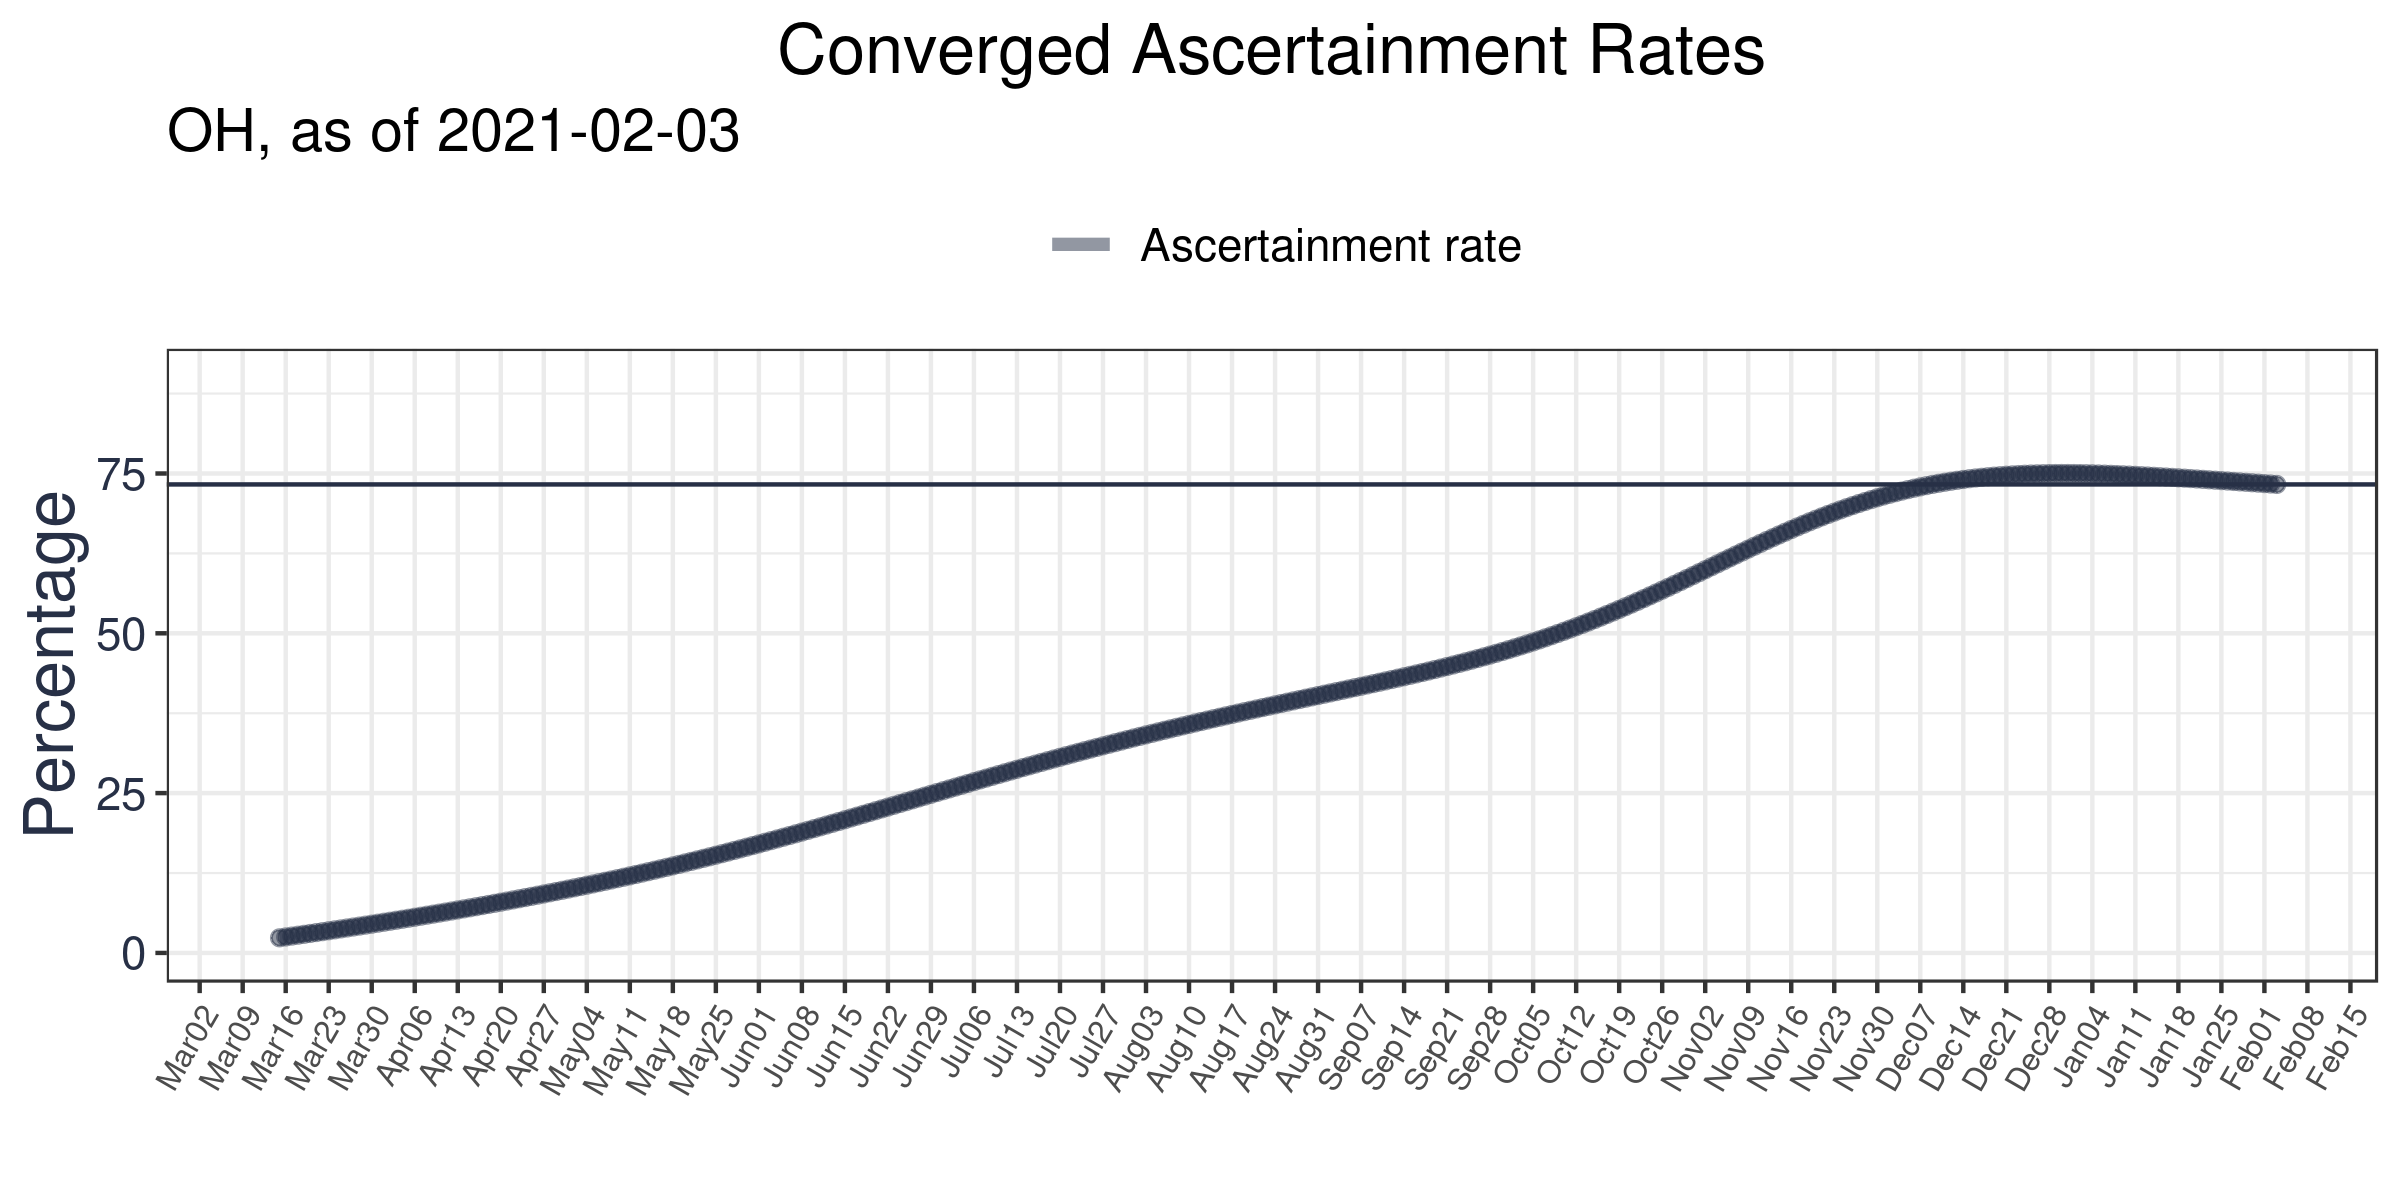 Converged Ascertainment Rates
OH, as of 2021-02-03
Ascertainment rate
Percentage
75
50
25
0
Mar02
Mar09
Mar16
Mar23
Mar30
Apr06
Apr13
Apr20
Apr27
May04
May11
May18
May25
Jun01
Jun08
Jun15
Jun22
Jun29
Jul06
Jul13
Jul20
Jul27
Aug03
Aug10
Aug17
Aug24
Aug31
Sep07
Sep14
Sep21
Sep28
Oct05
Oct12
Oct19
Oct26
Nov02
Nov09
Nov16
Nov23
Nov30
Dec07
Dec14
Dec21
Dec28
Jan04
Jan11
Jan18
Jan25
Feb01
Feb08
Feb15